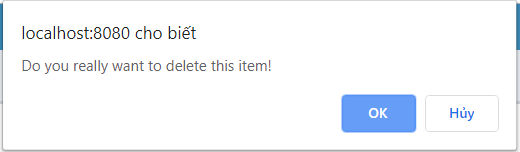 localhost:8080 cho biết
Do you really want to delete this item!
OK
Hủy